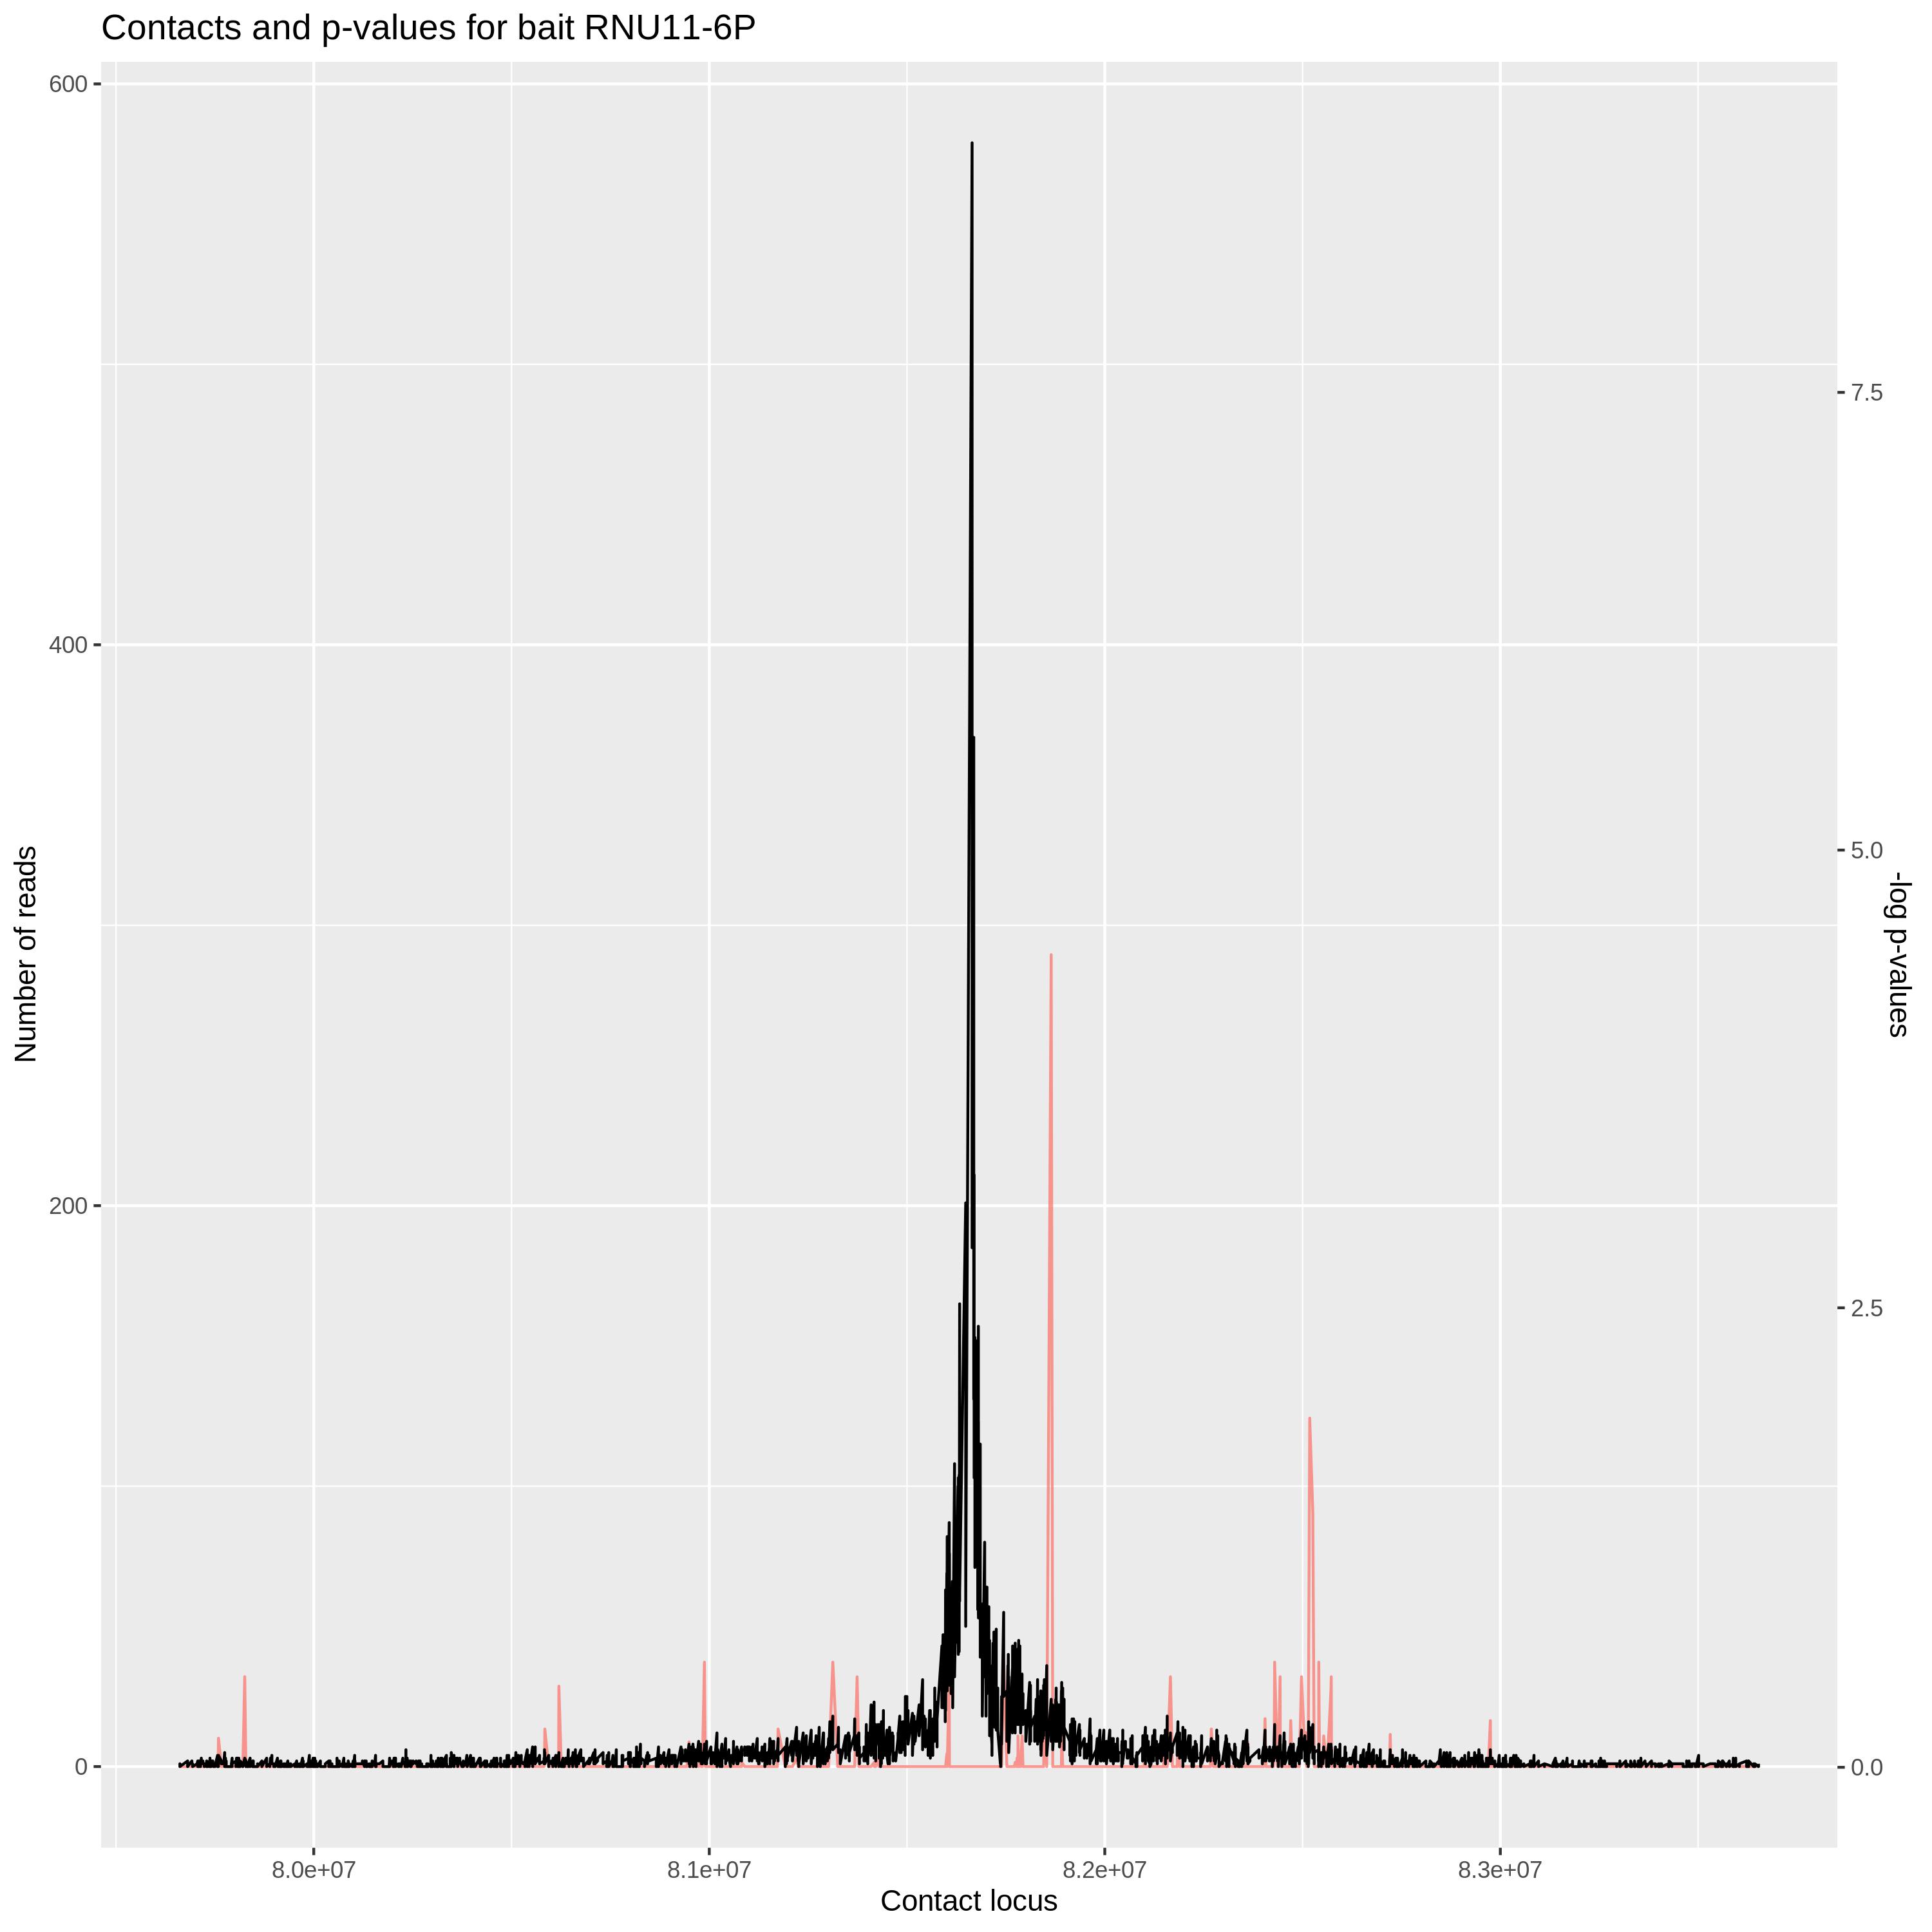 Contacts and p-values for bait RNU11-6P
600
400
200
0
Number of reads
7.5
5.0
2.5
0.0
-log p-values
8.0e+07
8.1e+07
8.2e+07
8.3e+07
Contact locus